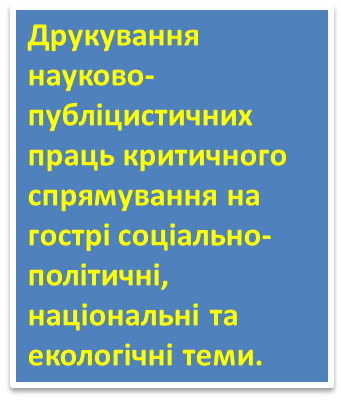 Друкування
науково-
публіцистичних
праць критичного
спрямування на
гострі соціально-
політичні,
національні та
екологічні теми.